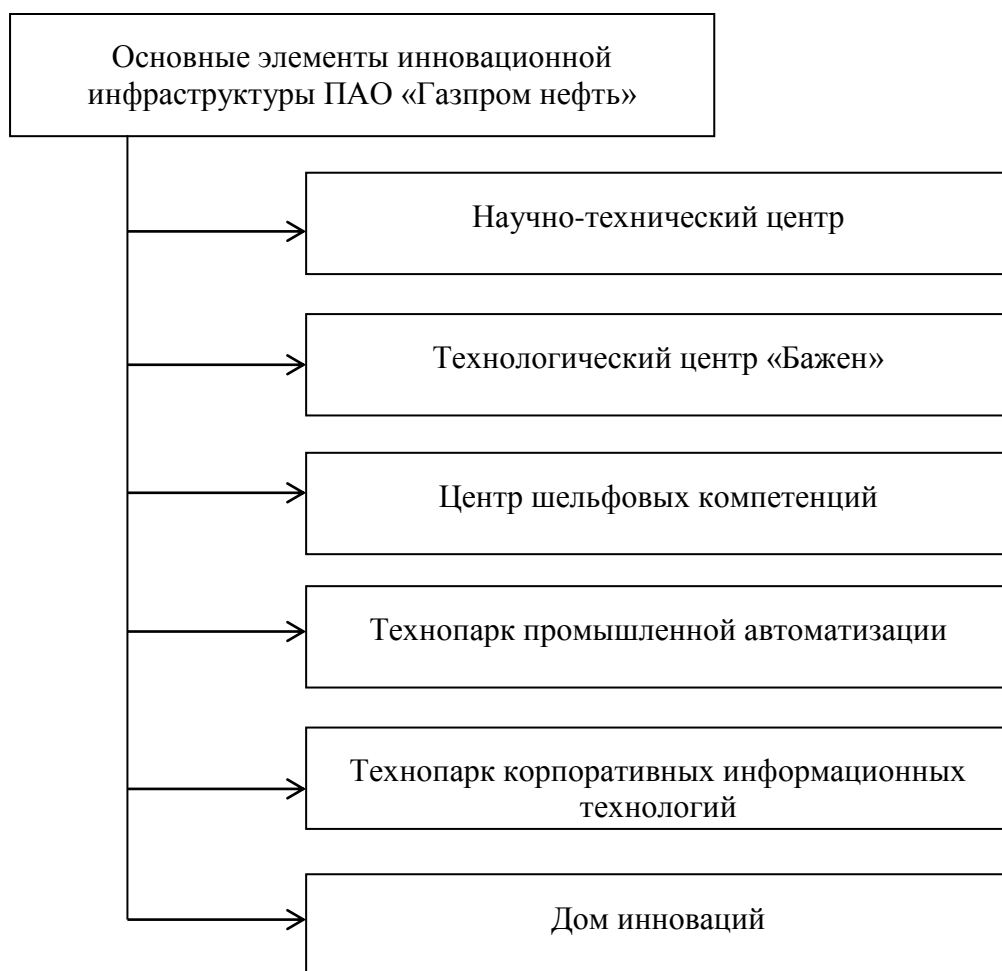 Основные элементы инновационной
инфраструктуры ПАО «Газпром нефть»
Научно-технический центр
Технологический центр «Бажен»
Центр шельфовых компетенций
Технопарк промышленной автоматизации
Технопарк корпоративных информационных
технологий
Дом инноваций